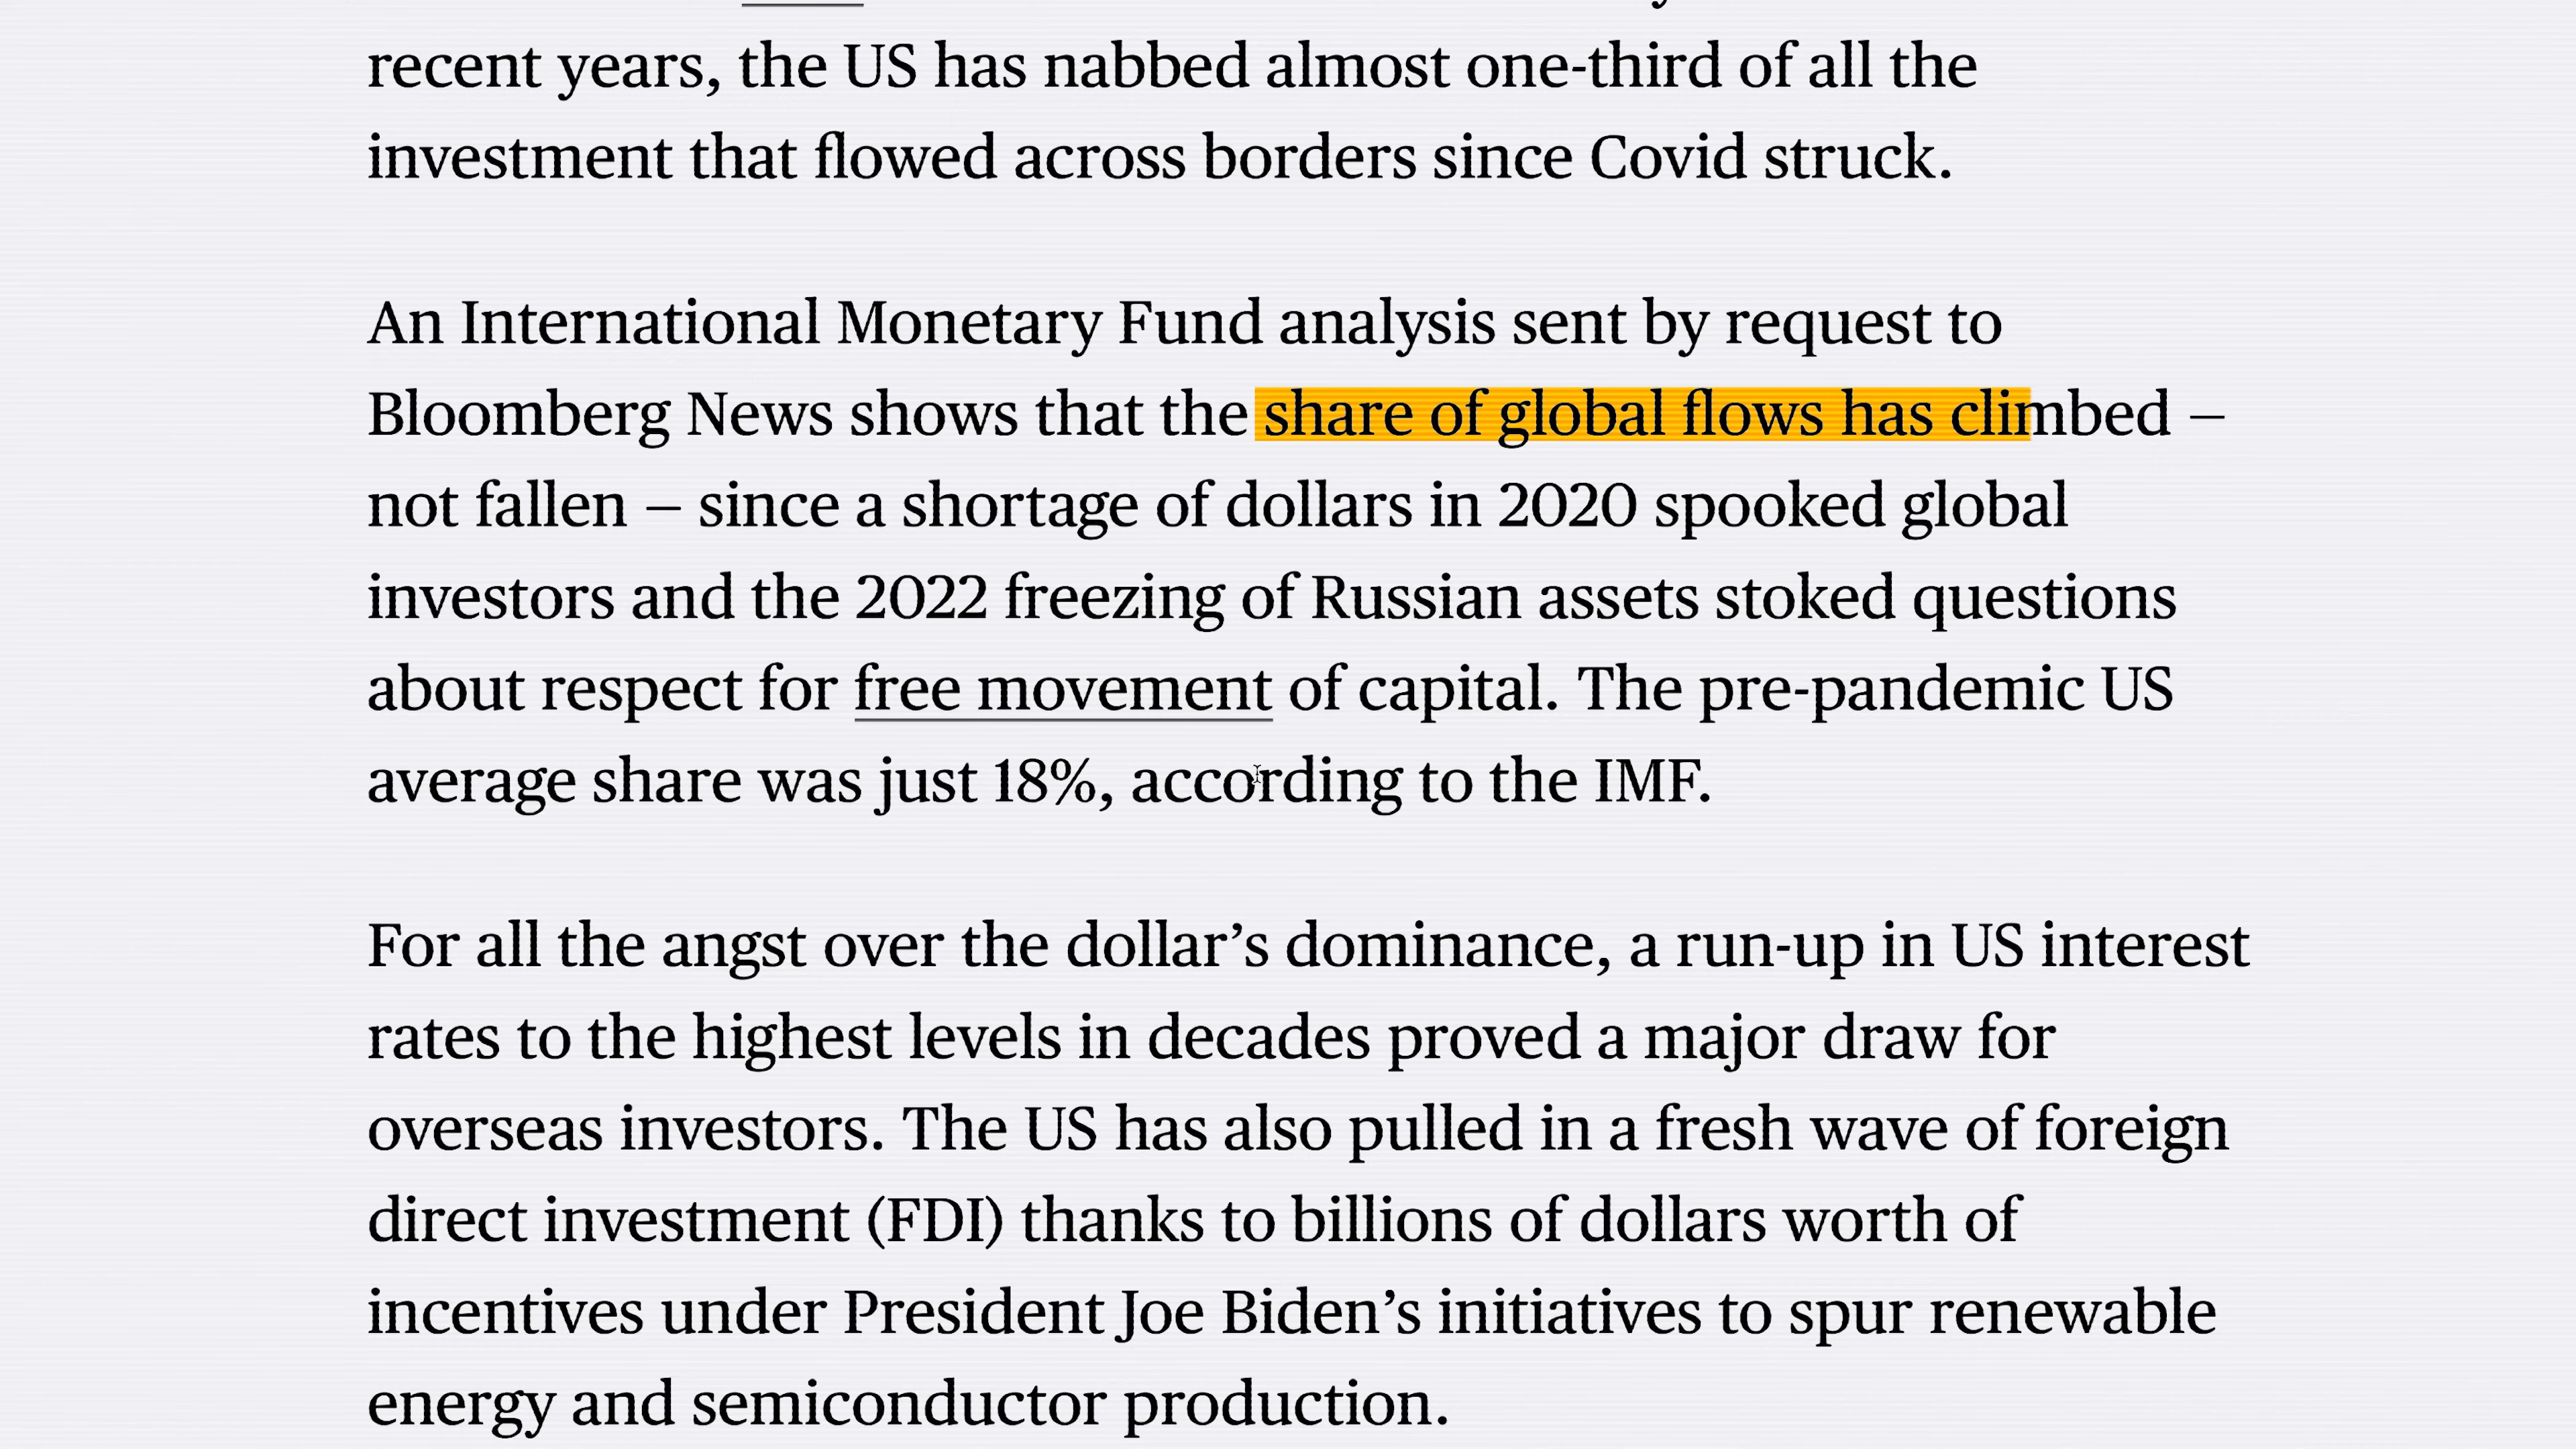 recent years, the US has nabbed almost one-third of all the
investment that flowed across borders since Covid struck.
An International Monetary Fund analysis sent by request to
Bloomberg News shows that the share of global flows has climbed –
not fallen – since a shortage of dollars in 2020 spooked global
investors and the 2022 freezing of Russian assets stoked questions
about respect for free movement of capital. The pre-pandemic US
average share was just 18%, according to the IMF.
For all the angst over the dollar’s dominance, a run-up in US interest
rates to the highest levels in decades proved a major draw for
overseas investors. The US has also pulled in a fresh wave of foreign
direct investment (FDI) thanks to billions of dollars worth of
incentives under President Joe Biden’s initiatives to spur renewable
energy and semiconductor production.